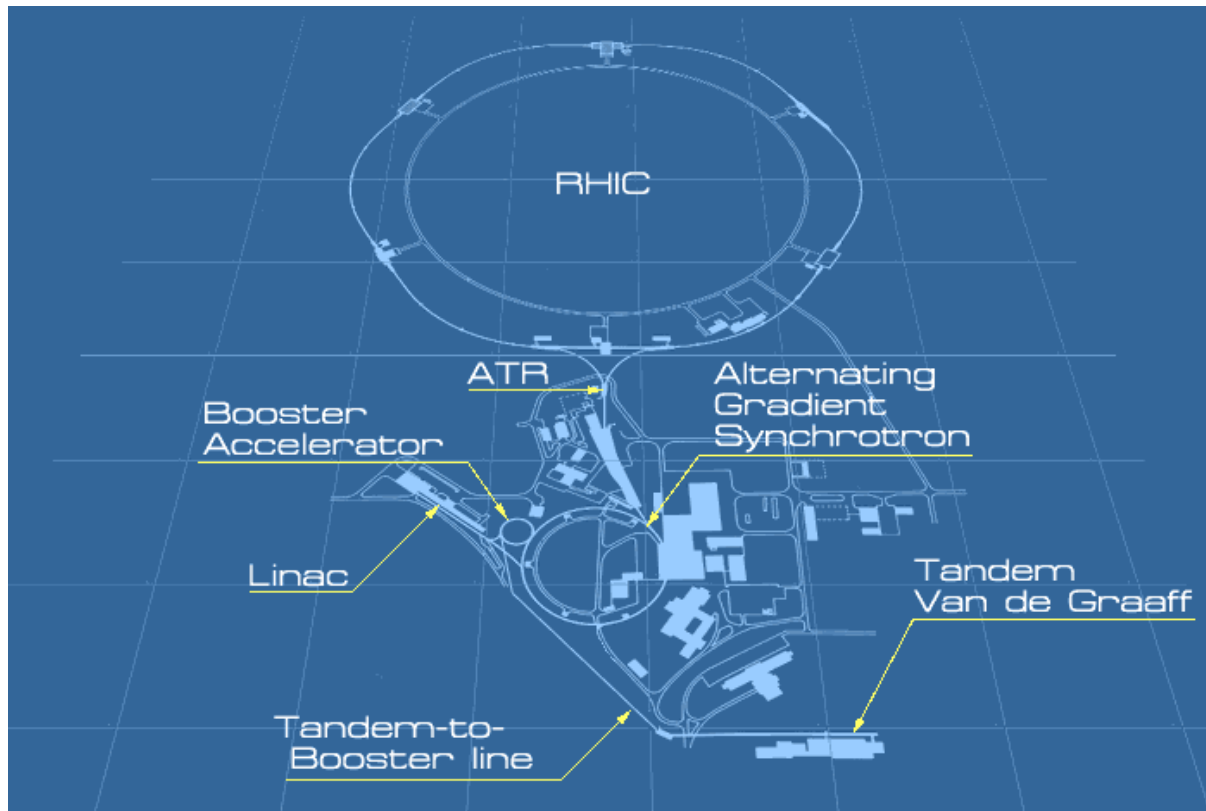 RHIC
ATR
Alternating
Gradient
Synchrotron
Booster
Accelerator
Linac
Tandem
Van de Graaff
Tandem-to-
Booster line